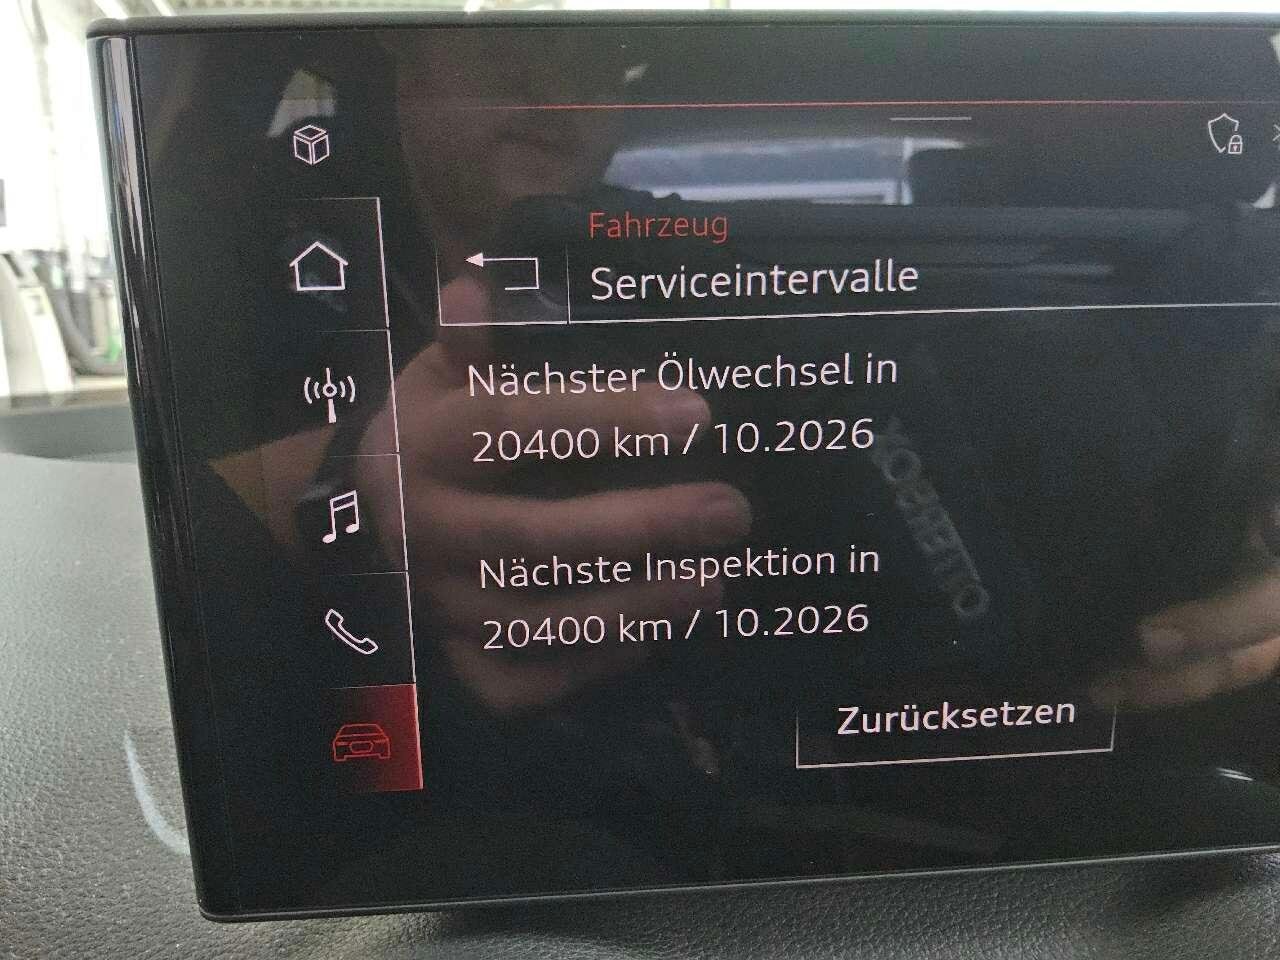 Fahrzeug
Serviceintervalle
Nächster Ölwechsel in
20400 km / 10.2026
Nächste Inspektion in
20400 km / 10.2026
Zurücksetzen